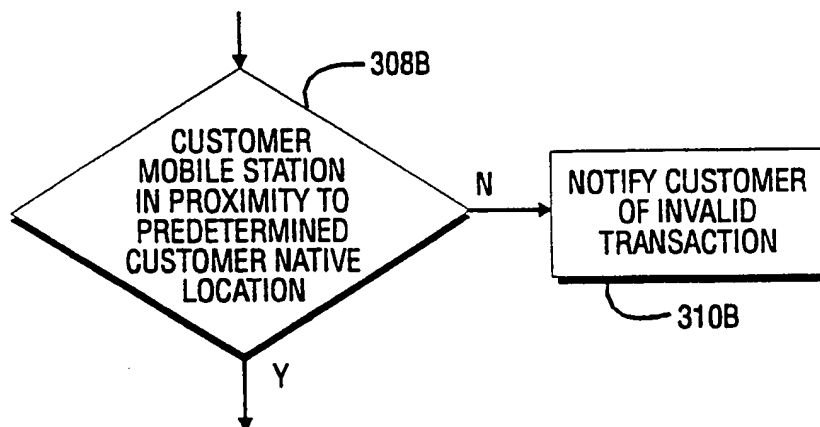 308B
CUSTOMER
MOBILE STATION
IN PROXIMITY TO
PREDETERMINED
CUSTOMER NATIVE
LOCATION
N
NOTIFY CUSTOMER
OF INVALID
TRANSACTION
310B
Y